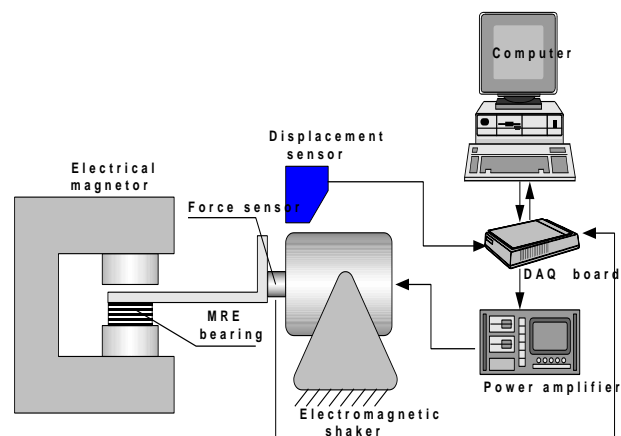 Computer
Displacement
sensor
Electrical
magnetor
Force sensor
DAQ board
MRE
bearing
Power amplifier
Electromagnetic
shaker